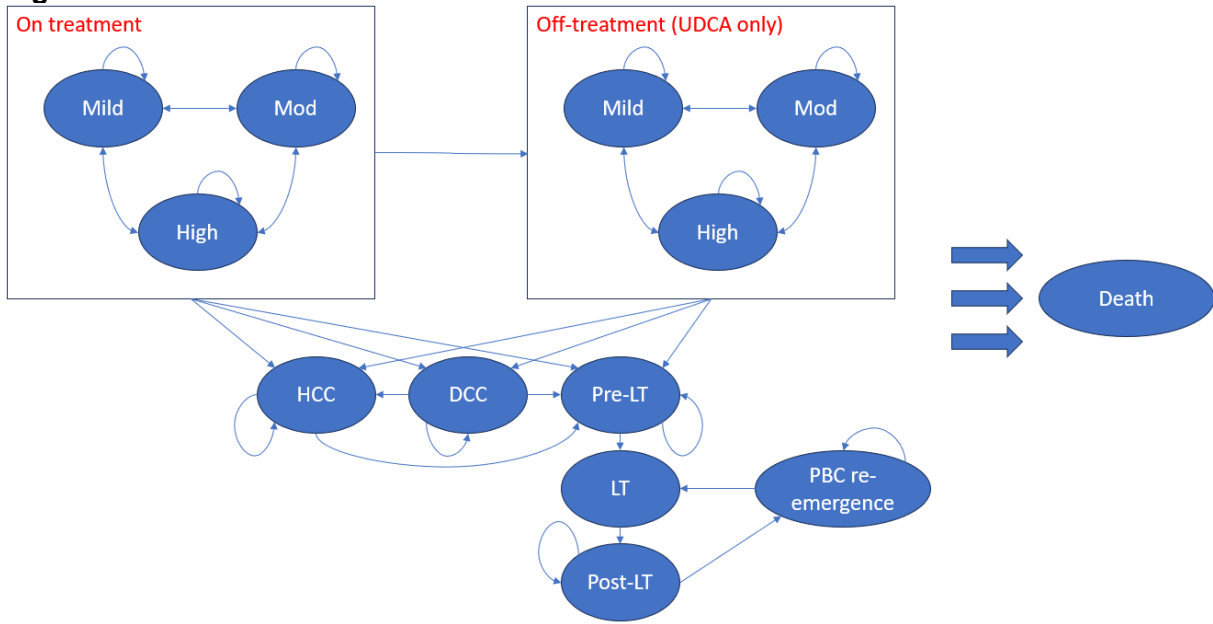 On treatment
Off-treatment (UDCA only)
Mild
Mod
Mild
Mod
High
High
Death
HCC
DCC
Pre-LT
LT
PBC re-
emergence
Post-LT